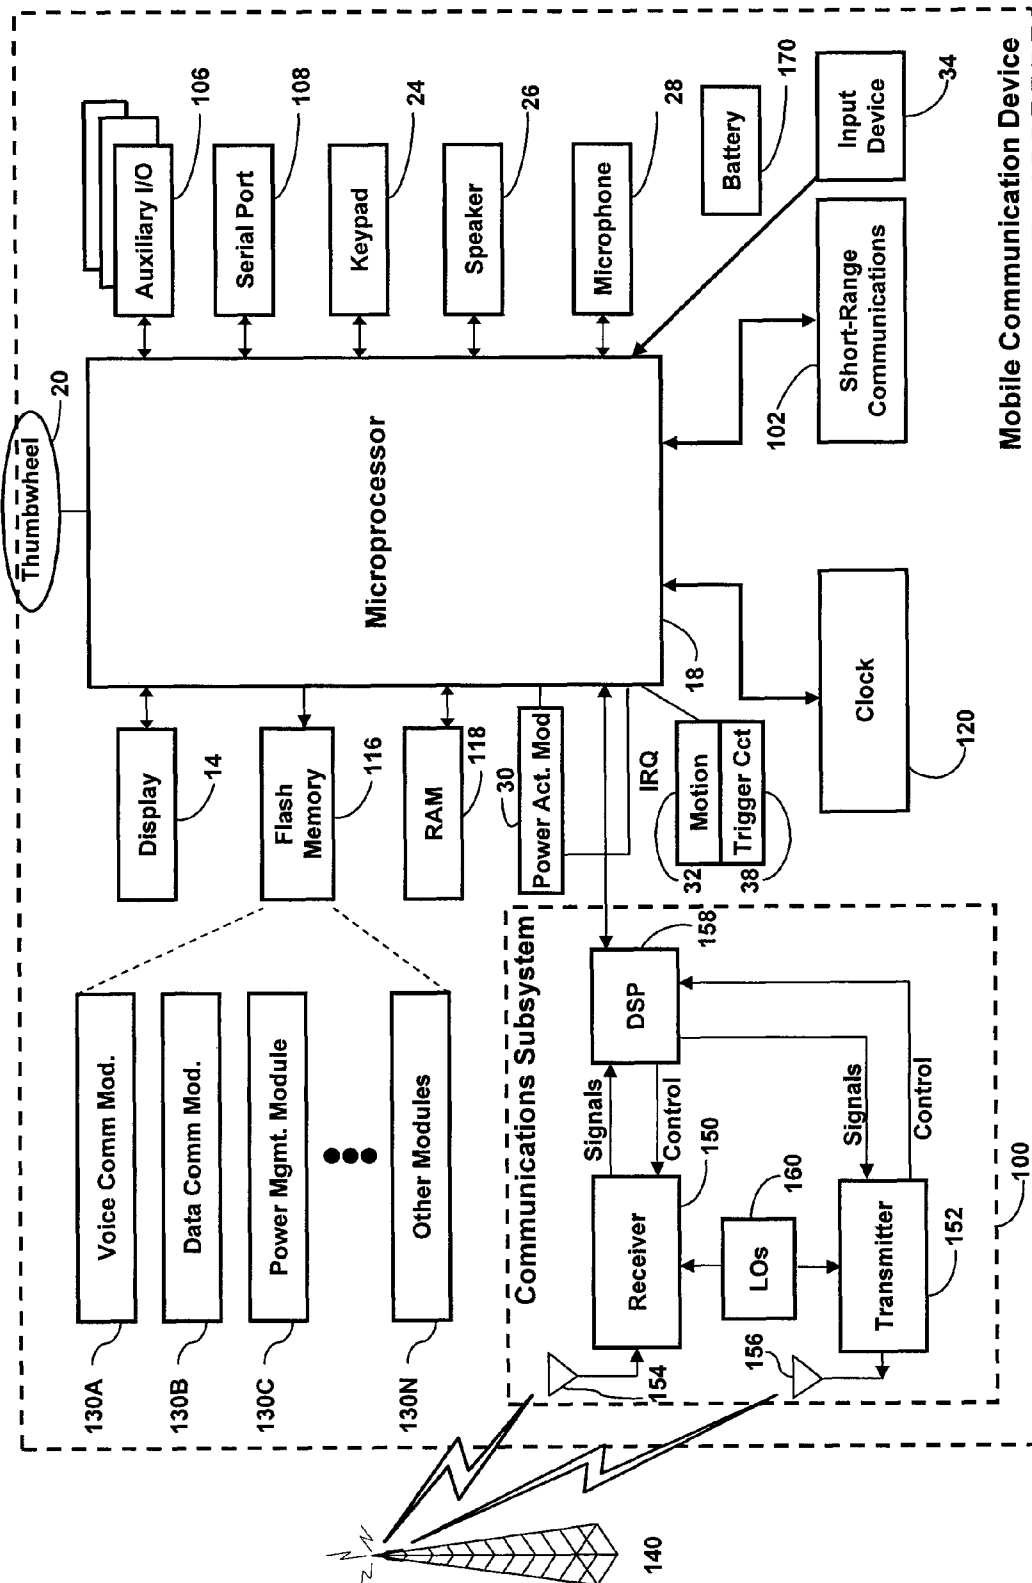 Thumbwheel
20
Voice Comm Mod.
130A
Data Comm Mod.
130B
Power Mgmt. Module
130C
Other Modules
130N
Display
14
Flash
Memory
116
RAM
118
30
Power Act. Mod
IRQ
Motion
32
Trigger Cct
38
Microprocessor
18
Auxiliary I/O
106
Serial Port
108
Keypad
24
Speaker
26
Microphone
28
Battery
170
Input
Device
34
Short-Range
Communications
102
Clock
120
Communications Subsystem
DSP
158
Signals
Control
Receiver
150
LOs
160
Signals
Control
Transmitter
152
154
156
100
140
Mobile Communication Device